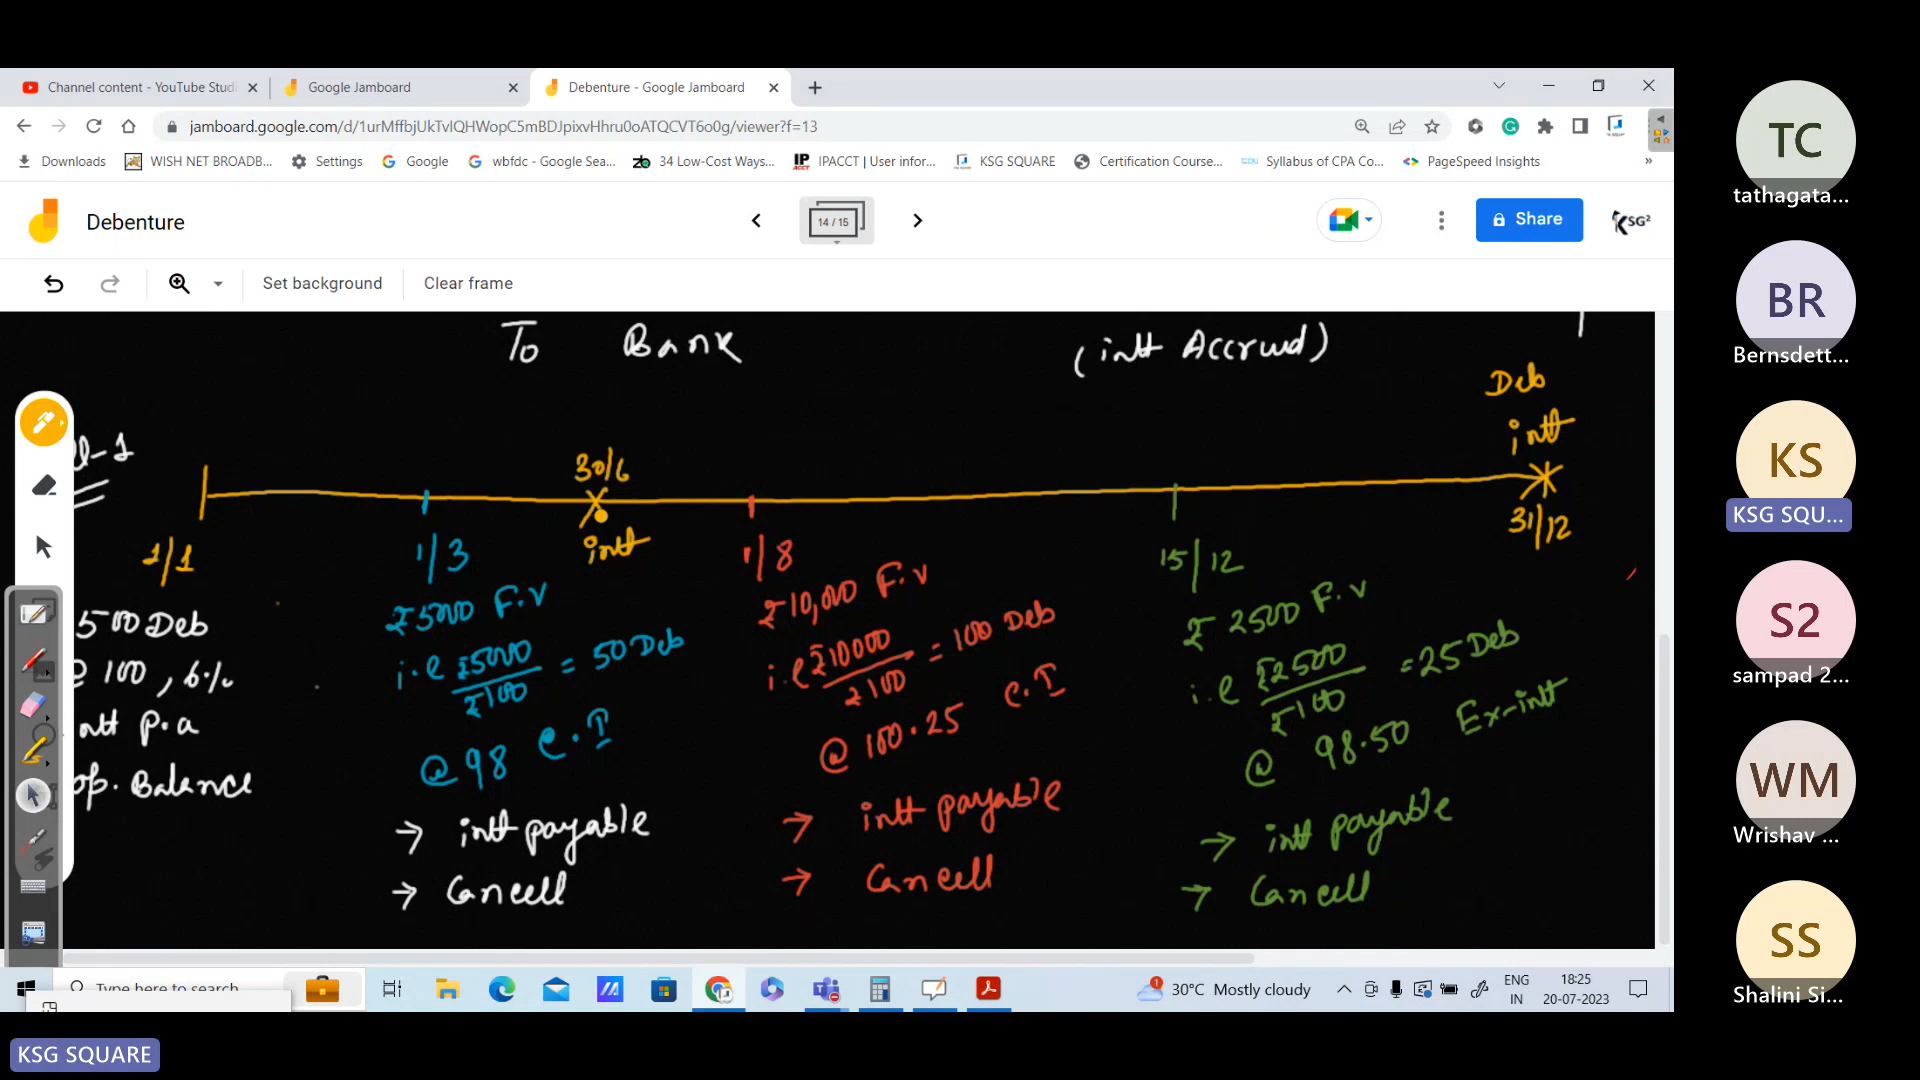 Channel content - YouTube Studi
Google Jamboard
Debenture - Google Jamboard
jamboard.google.com/d/1urMffbjUkTvIQHWopC5mBDJpixvHhru0oATQCVT6o0g/viewer?f=13
Downloads
WISH NET BROADB...
Settings
Google
wbfdc - Google Sea...
34 Low-Cost Ways...
IPACCT | User infor...
KSG SQUARE
Certification Course...
Syllabus of CPA Co...
PageSpeed Insights
»
Debenture
14 / 15
Share
KSG²
Set background
Clear frame
To Bank (intt Accrued)
Deb
intt
-1
30/6
intt
31/12
1/1
1/3
1/8
15/12
500 Deb
@ 100, 6%
intt p.a
op. Balance
₹5000 F.V
i.e ₹5000 / ₹100 = 50 Deb
@ 98 C.I
→ intt payable
→ Cancell
₹10,000 F.V
i.e ₹10000 / ₹100 = 100 Deb
@ 100.25 C.I
→ intt payable
→ Cancell
₹ 2500 F.V
i.e ₹2500 / ₹100 = 25 Deb
@ 98.50 Ex-intt
→ intt payable
→ Cancell
Type here to search
30°C Mostly cloudy
ENG
IN
18:25
20-07-2023
TC
tathagata...
BR
Bernsdett...
KS
KSG SQU...
S2
sampad 2...
WM
Wrishav ...
SS
Shalini Si...
KSG SQUARE